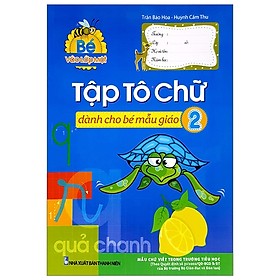 Trần Bảo Hoa - Huỳnh Cẩm Thu
Bé
Vào Lớp Một
Trường:
Lớp:
Họ và tên:
Năm học:
Tập Tô Chữ
dành cho bé mẫu giáo 2
q
ru
quả chanh
MẪU CHỮ VIẾT TRONG TRƯỜNG TIỂU HỌC
NHÀ XUẤT BẢN THANH NIÊN